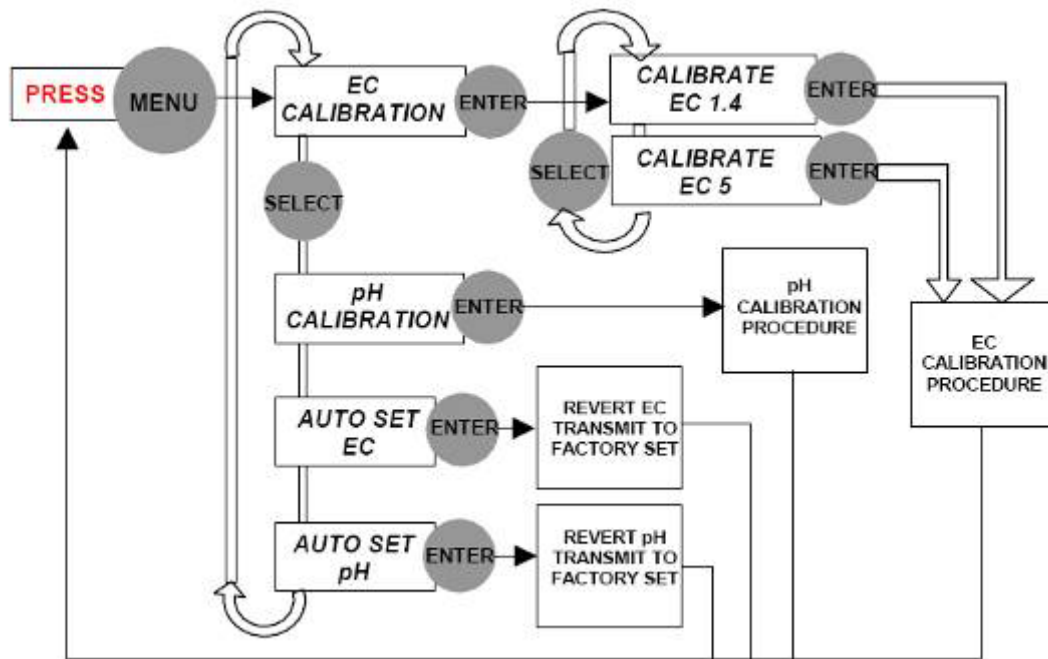 PRESS
MENU
EC
CALIBRATION
ENTER
CALIBRATE
EC 1.4
ENTER
SELECT
CALIBRATE
EC 5
ENTER
SELECT
pH
CALIBRATION
ENTER
pH
CALIBRATION
PROCEDURE
EC
CALIBRATION
PROCEDURE
AUTO SET
EC
ENTER
REVERT EC
TRANSMIT TO
FACTORY SET
AUTO SET
pH
ENTER
REVERT pH
TRANSMIT TO
FACTORY SET